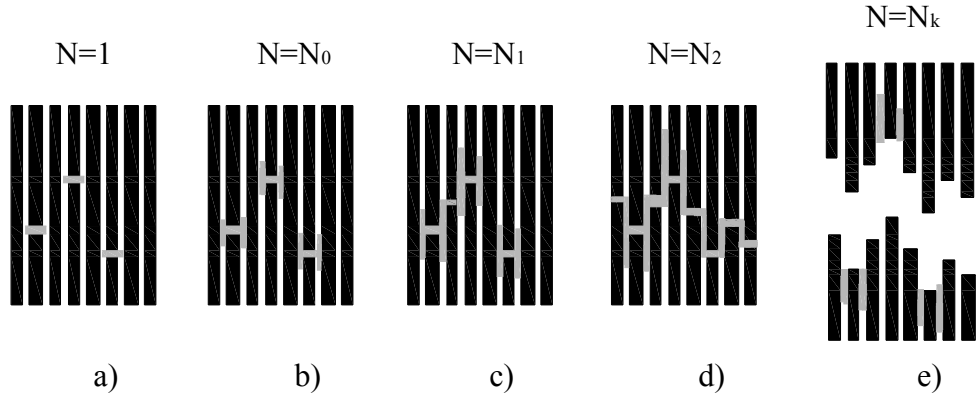 N=Nₖ
N=1 N=N₀ N=N₁ N=N₂
a) b) c) d) e)